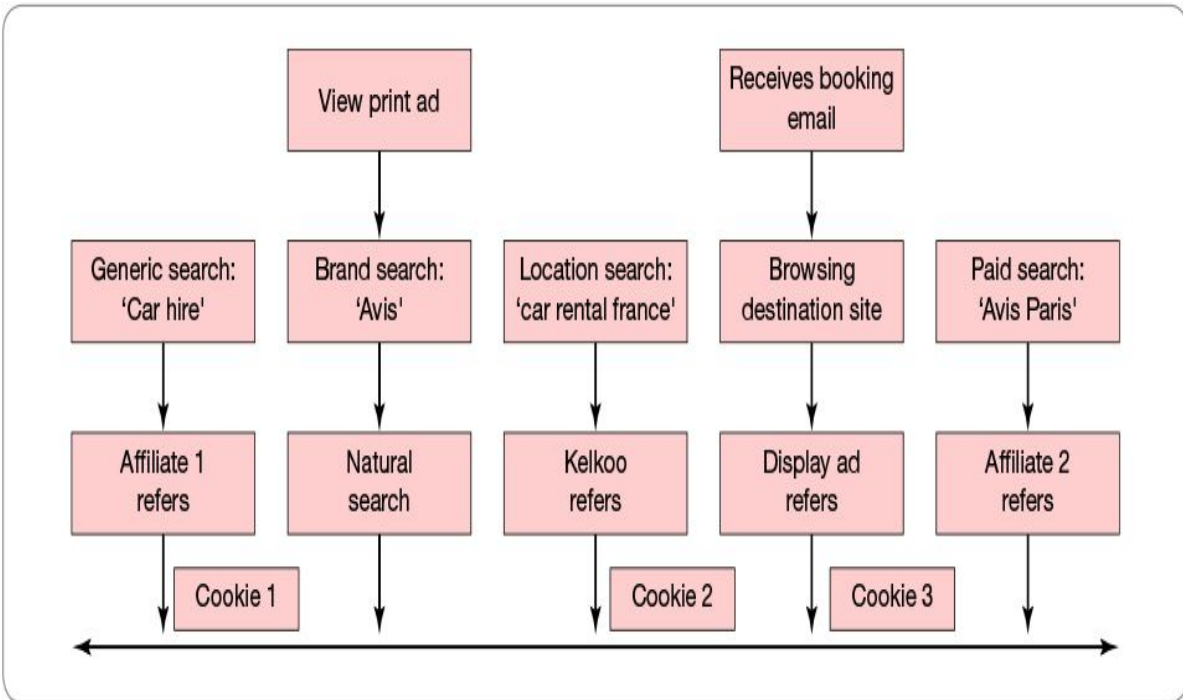 View print ad
Receives booking
email
Generic search:
‘Car hire'
Brand search:
‘Avis'
Location search:
‘car rental france'
Browsing
destination site
Paid search:
‘Avis Paris'
Affiliate 1
refers
Natural
search
Kelkoo
refers
Display ad
refers
Affiliate 2
refers
Cookie 1
Cookie 2
Cookie 3